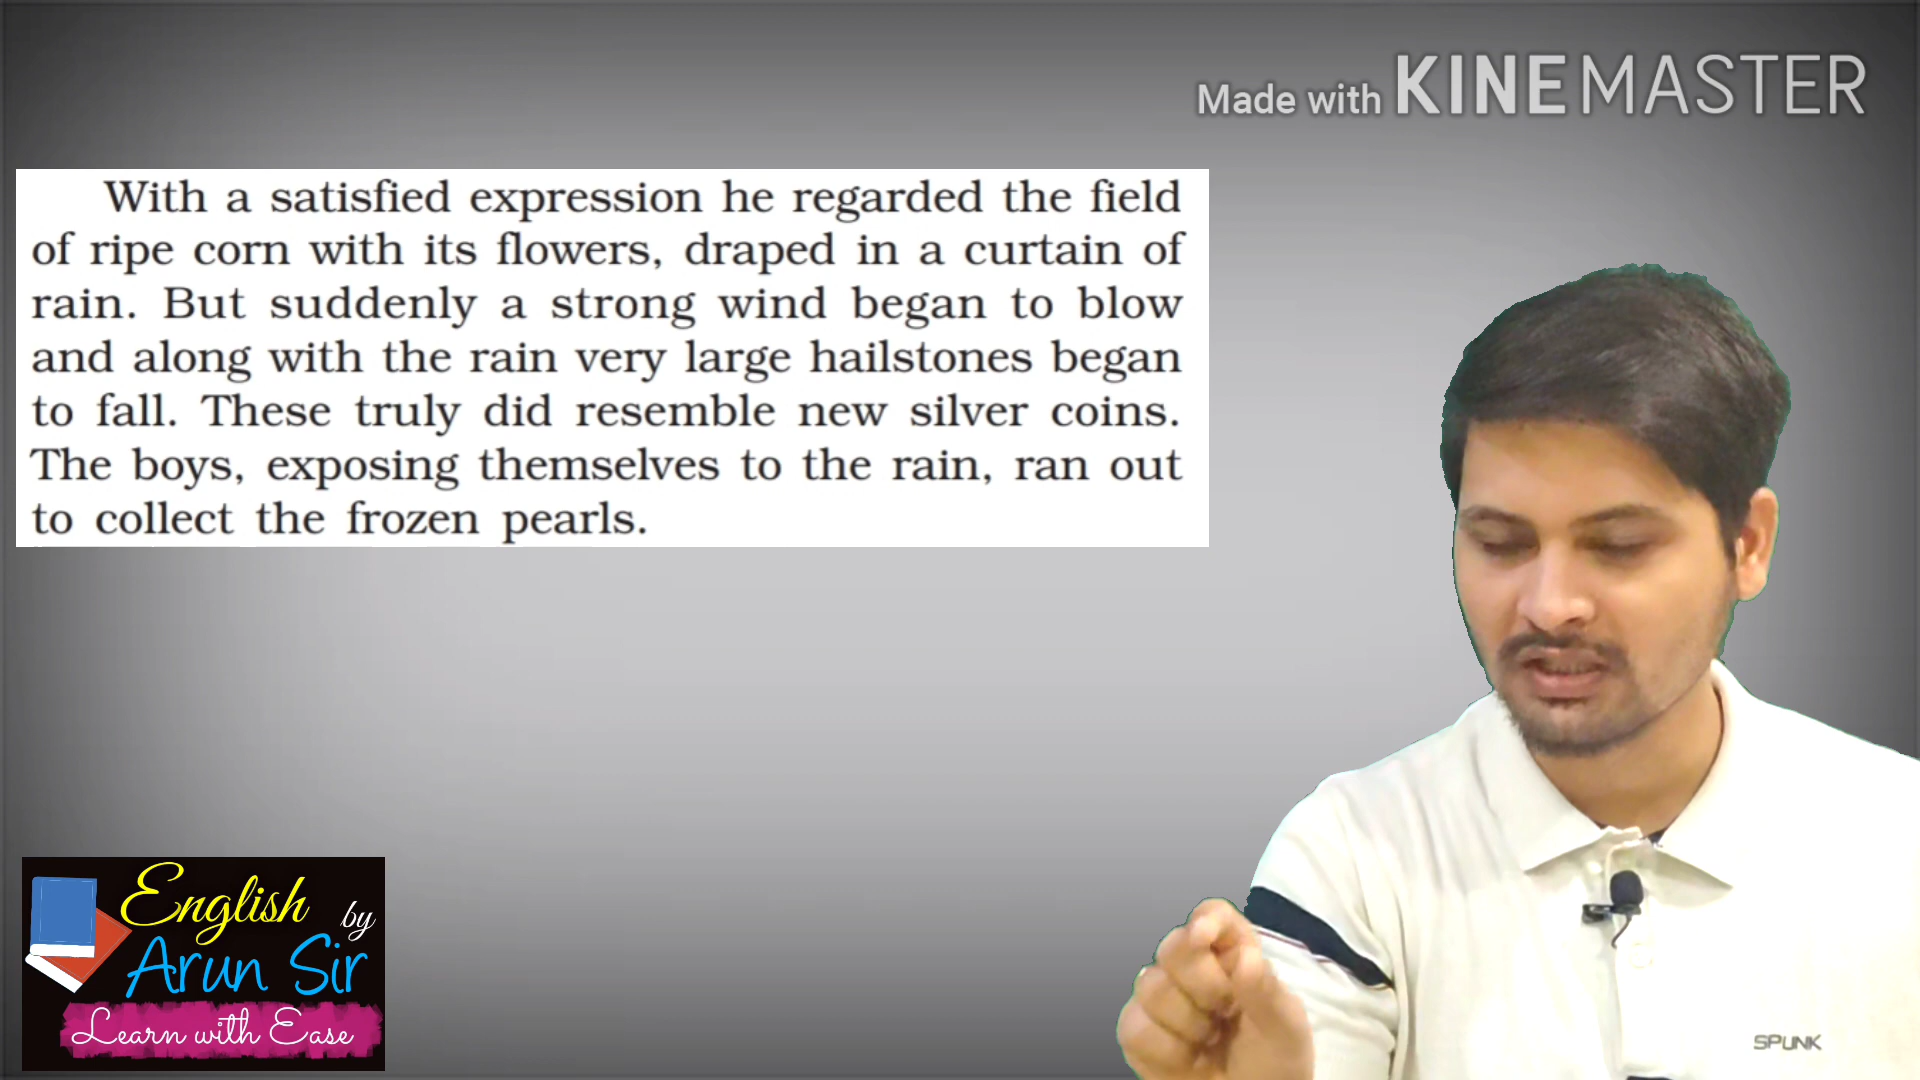 Made with KINEMASTER
With a satisfied expression he regarded the field
of ripe corn with its flowers, draped in a curtain of
rain. But suddenly a strong wind began to blow
and along with the rain very large hailstones began
to fall. These truly did resemble new silver coins.
The boys, exposing themselves to the rain, ran out
to collect the frozen pearls.
English by
Arun Sir
Learn with Ease
SPUNK